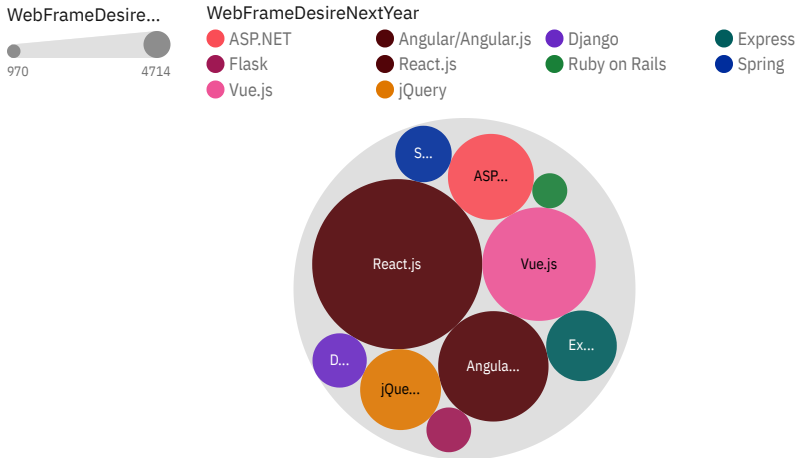 WebFrameDesire...
970 4714
WebFrameDesireNextYear
ASP.NET Angular/Angular.js Django Express
Flask React.js Ruby on Rails Spring
Vue.js jQuery
S...
ASP...
React.js
Vue.js
Ex...
D...
Angula...
jQue...